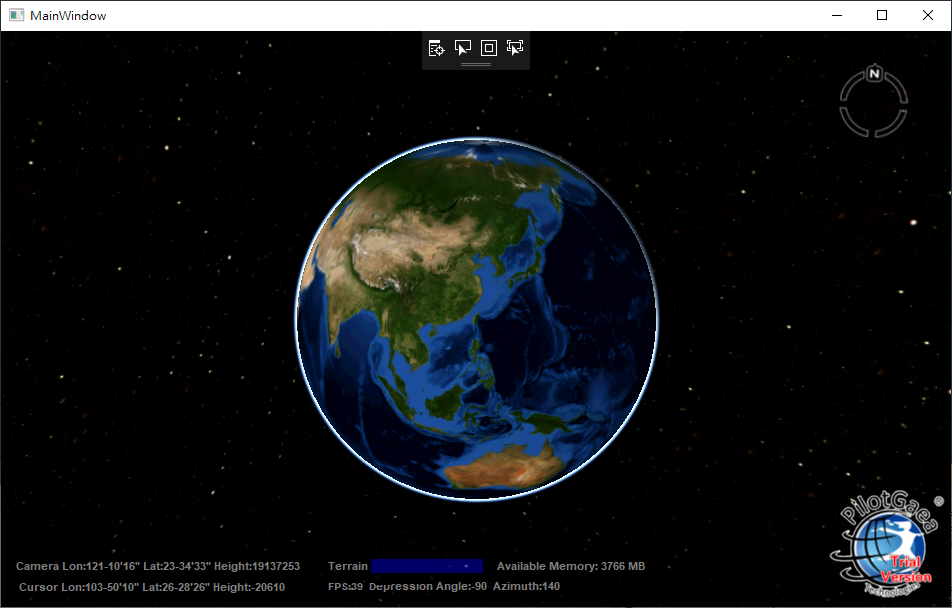 MainWindow
N
Camera Lon:121-10'16" Lat:23-34'33" Height:19137253
Terrain
Available Memory: 3766 MB
Cursor Lon:103-50'10" Lat:26-28'26" Height:-20610
FPS:39 Depression Angle:-90 Azimuth:140
PilotGaea ®
Trial
Version
Technologies